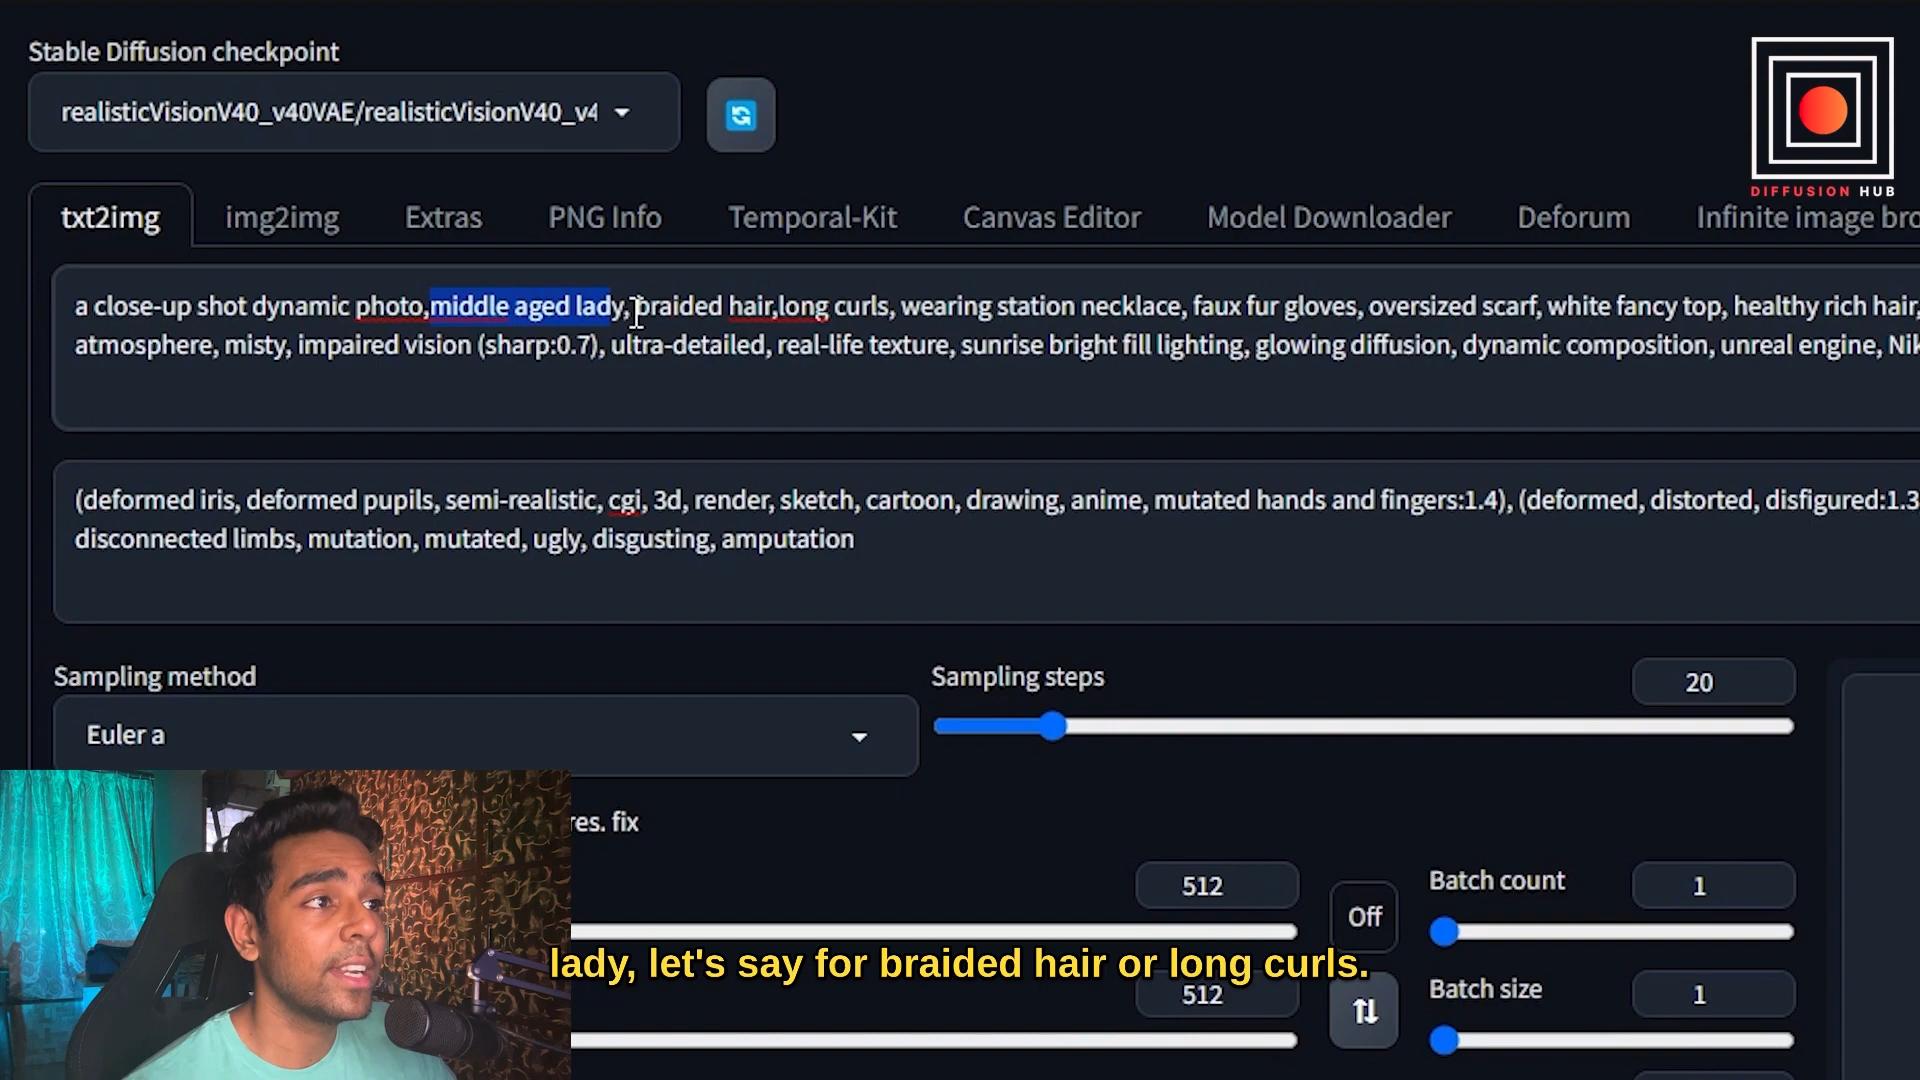 Stable Diffusion checkpoint
realisticVisionV40_v40VAE/realisticVisionV40_v4
DIFFUSION HUB
txt2img img2img Extras PNG Info Temporal-Kit Canvas Editor Model Downloader Deforum Infinite image bro
a close-up shot dynamic photo,middle aged lady, braided hair,long curls, wearing station necklace, faux fur gloves, oversized scarf, white fancy top, healthy rich hair,
atmosphere, misty, impaired vision (sharp:0.7), ultra-detailed, real-life texture, sunrise bright fill lighting, glowing diffusion, dynamic composition, unreal engine, Nik
(deformed iris, deformed pupils, semi-realistic, cgi, 3d, render, sketch, cartoon, drawing, anime, mutated hands and fingers:1.4), (deformed, distorted, disfigured:1.3
disconnected limbs, mutation, mutated, ugly, disgusting, amputation
Sampling method
Euler a
Sampling steps
20
res. fix
512
Off
Batch count
1
lady, let's say for braided hair or long curls.
512
Batch size
1